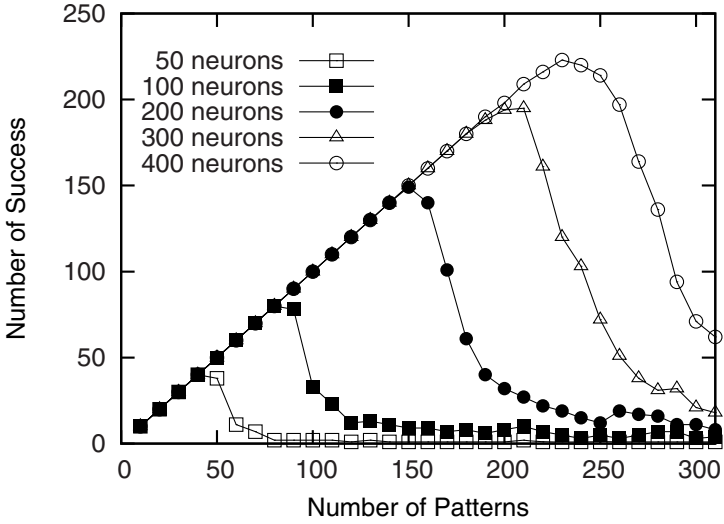 250
200
150
100
50
0
Number of Success
50 neurons
100 neurons
200 neurons
300 neurons
400 neurons
0 50 100 150 200 250 300
Number of Patterns